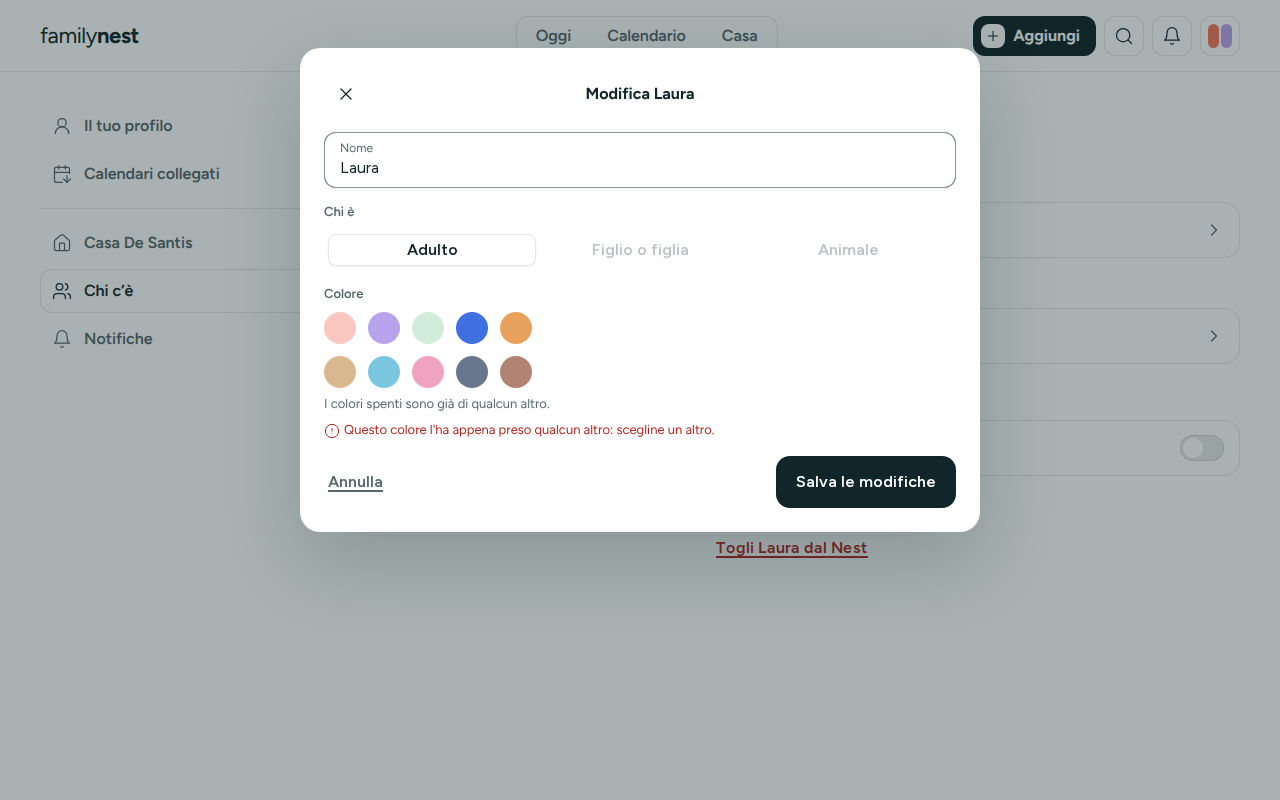 familynest
Oggi
Calendario
Casa
Aggiungi
Il tuo profilo
Calendari collegati
Casa De Santis
Chi c’è
Notifiche
Modifica Laura
Nome
Laura
Chi è
Adulto
Figlio o figlia
Animale
Colore
I colori spenti sono già di qualcun altro.
Questo colore l'ha appena preso qualcun altro: scegline un altro.
Annulla
Salva le modifiche
Togli Laura dal Nest